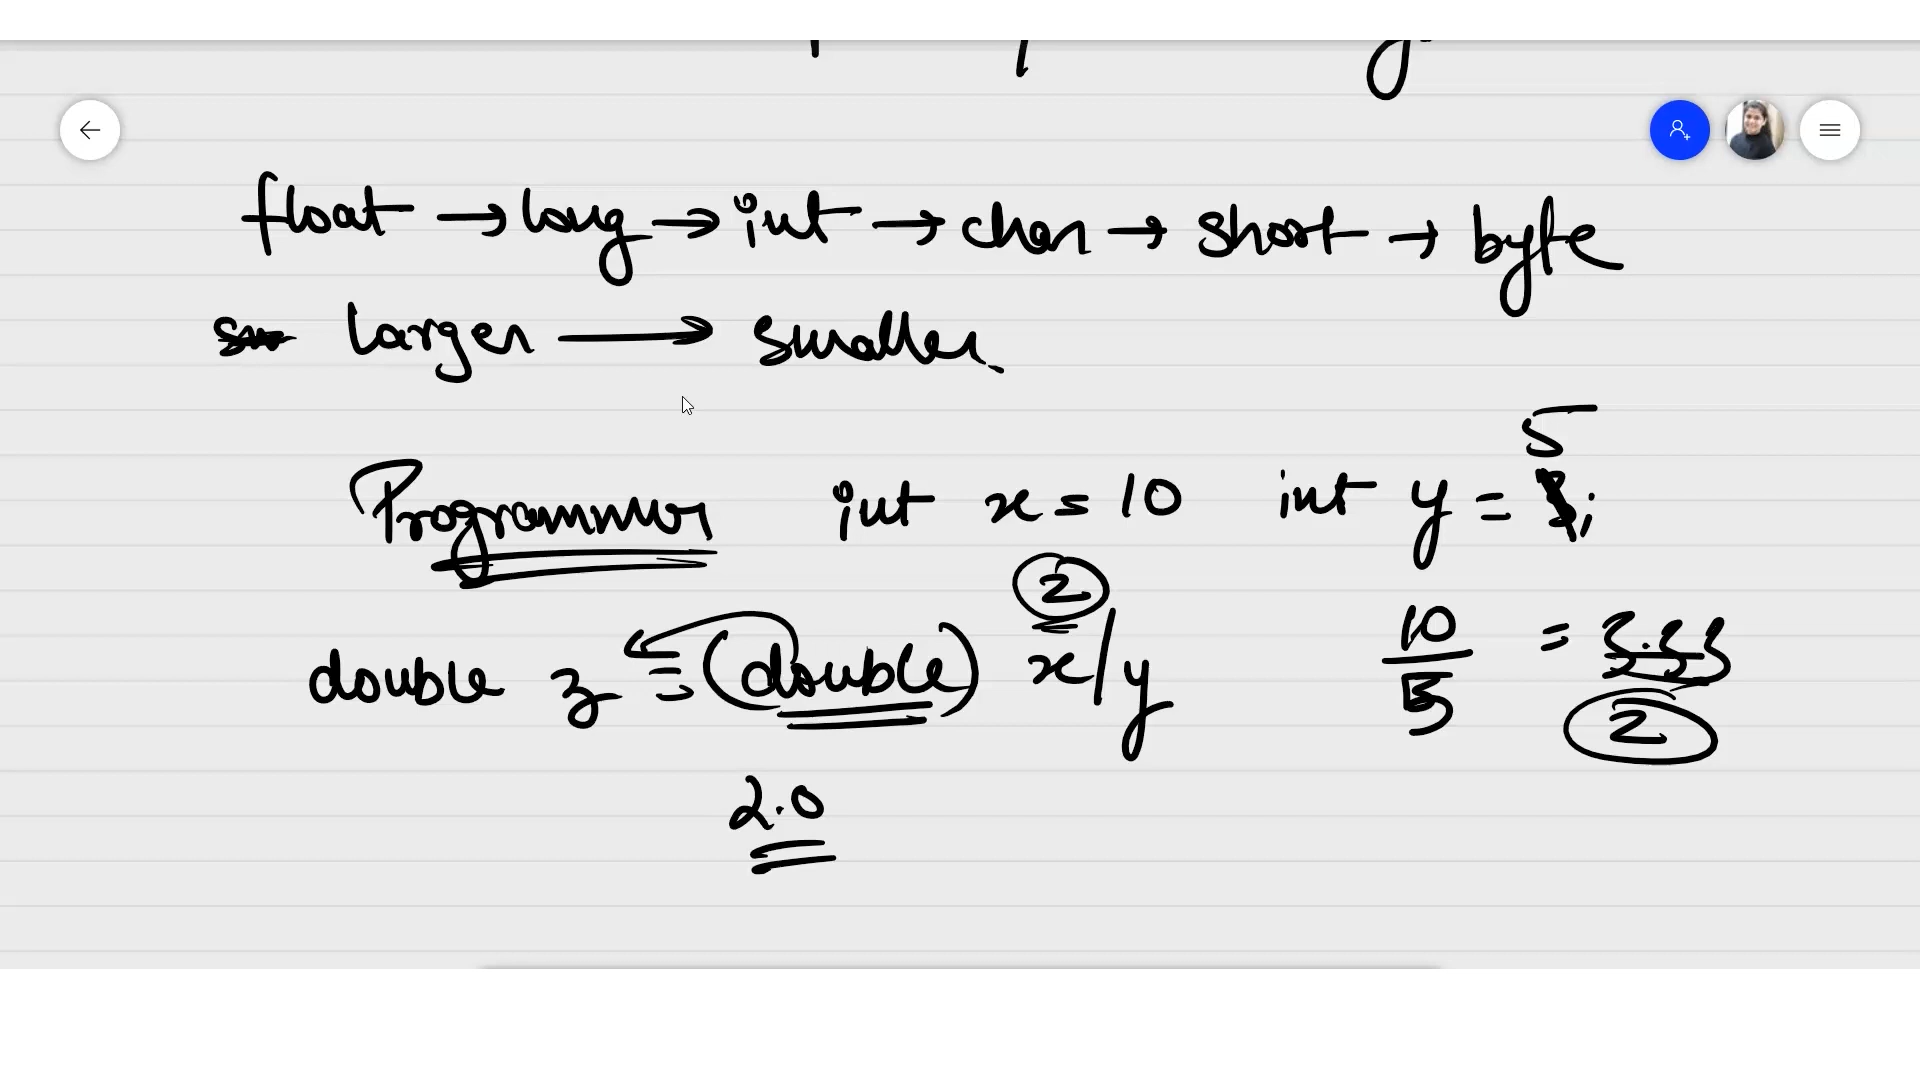 float → long → int → char → short → byte
larger → smaller
Programmer int x = 10 int y = 5;
2
double z = (double) x/y
10/5 = 3.33
2
2.0